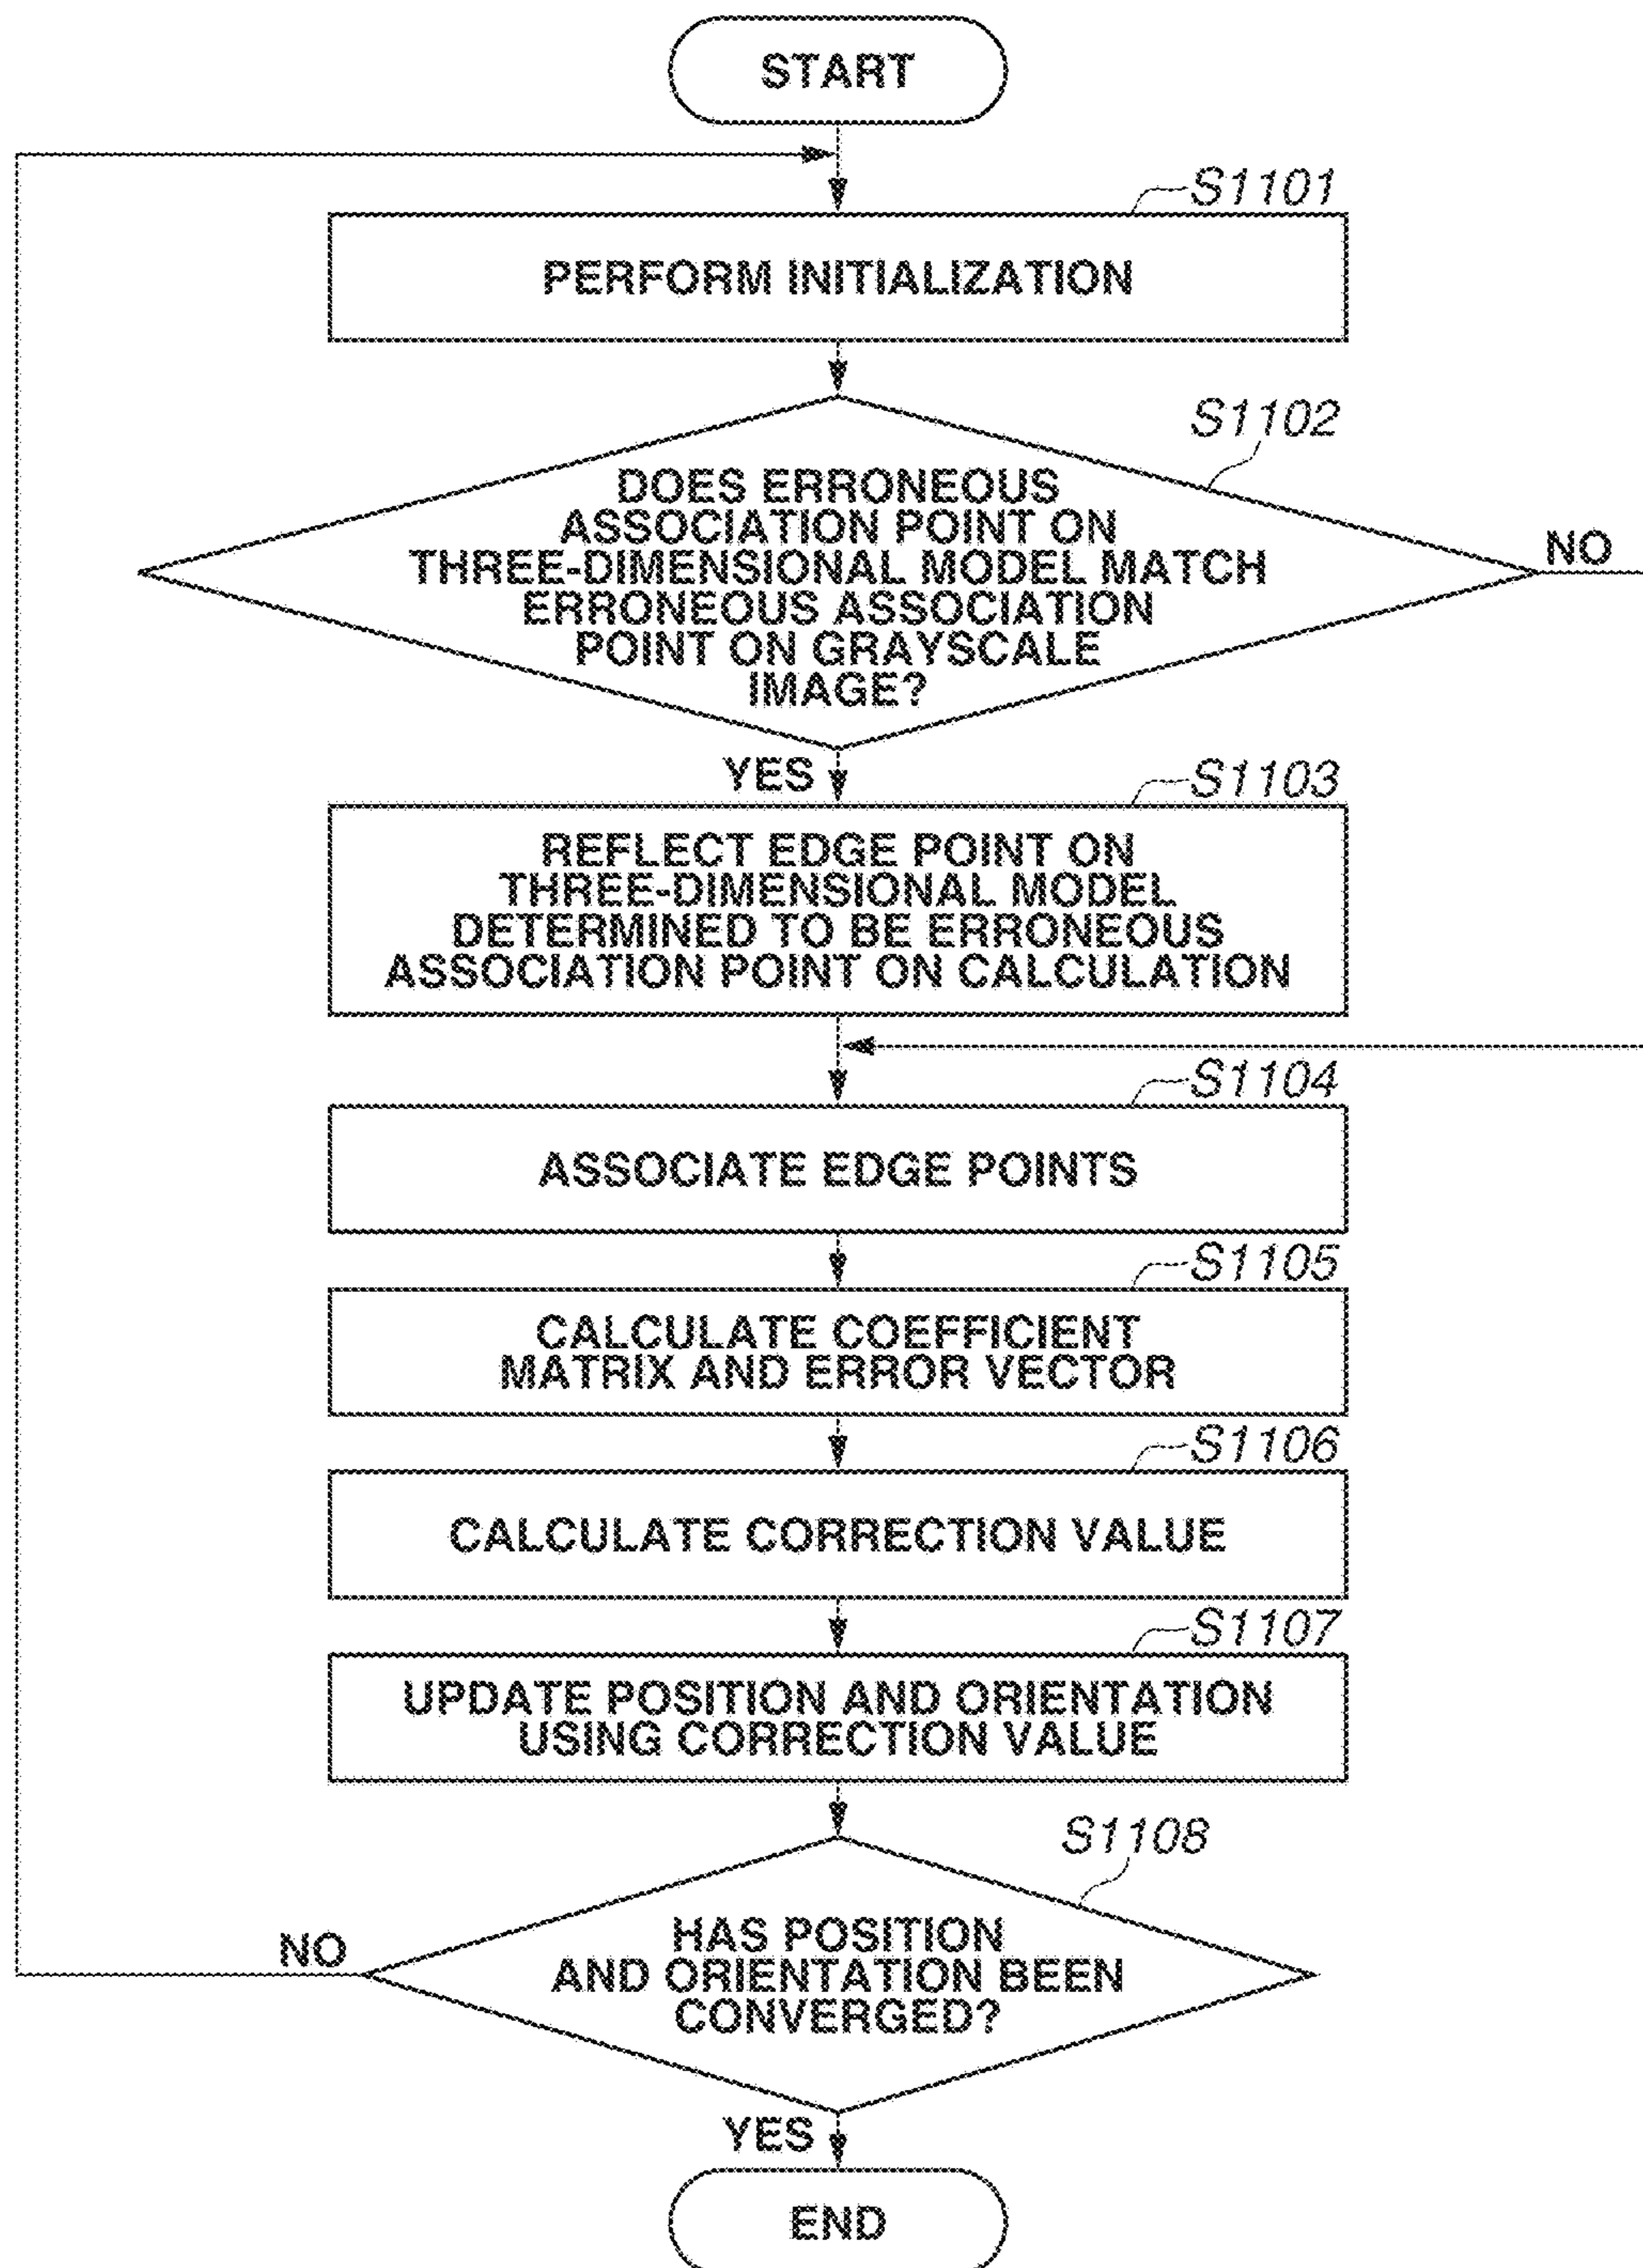 START
S1101
PERFORM INITIALIZATION
S1102
DOES ERRONEOUS
ASSOCIATION POINT ON
THREE-DIMENSIONAL MODEL MATCH
ERRONEOUS ASSOCIATION
POINT ON GRAYSCALE
IMAGE?
NO
YES
S1103
REFLECT EDGE POINT ON
THREE-DIMENSIONAL MODEL
DETERMINED TO BE ERRONEOUS
ASSOCIATION POINT ON CALCULATION
S1104
ASSOCIATE EDGE POINTS
S1105
CALCULATE COEFFICIENT
MATRIX AND ERROR VECTOR
S1106
CALCULATE CORRECTION VALUE
S1107
UPDATE POSITION AND ORIENTATION
USING CORRECTION VALUE
S1108
HAS POSITION
AND ORIENTATION BEEN
CONVERGED?
NO
YES
END